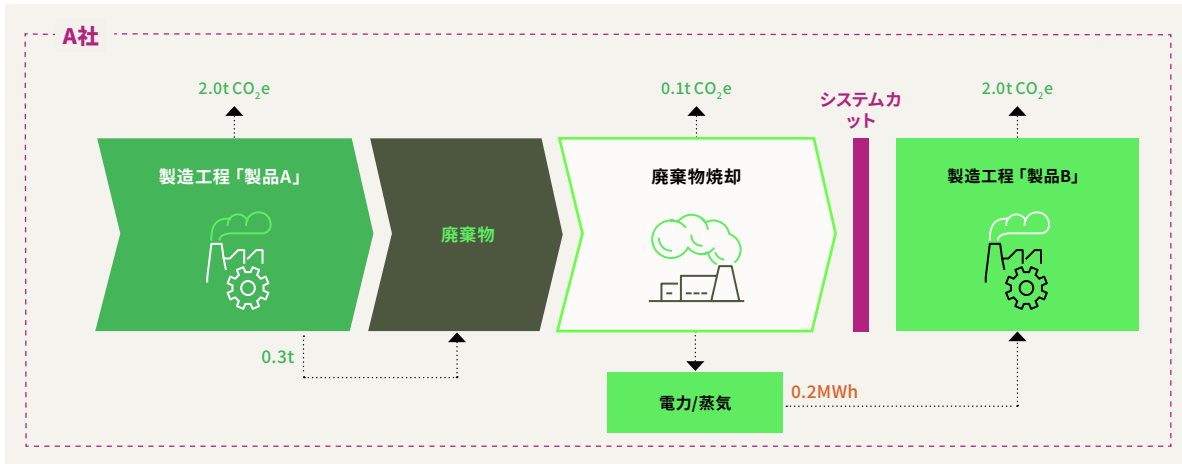 A社
2.0t CO₂e
0.1t CO₂e
システムカ
ット
2.0t CO₂e
製造工程「製品A」
廃棄物
廃棄物焼却
製造工程「製品B」
0.3t
電力/蒸気
0.2MWh